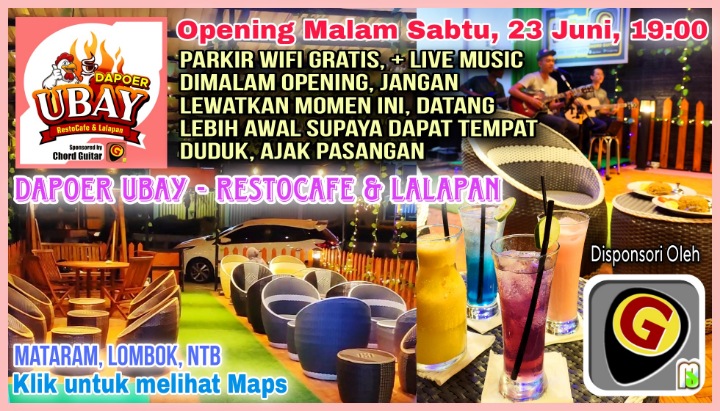 Opening Malam Sabtu, 23 Juni, 19:00
DAPOER
UBAY
RestoCafe & Lalapan
Sponsored by
Chord Guitar
G
PARKIR WIFI GRATIS, + LIVE MUSIC
DIMALAM OPENING, JANGAN
LEWATKAN MOMEN INI, DATANG
LEBIH AWAL SUPAYA DAPAT TEMPAT
DUDUK, AJAK PASANGAN
DAPOER UBAY - RESTOCAFE & LALAPAN
Disponsori Oleh
G
MATARAM, LOMBOK, NTB
Klik untuk melihat Maps